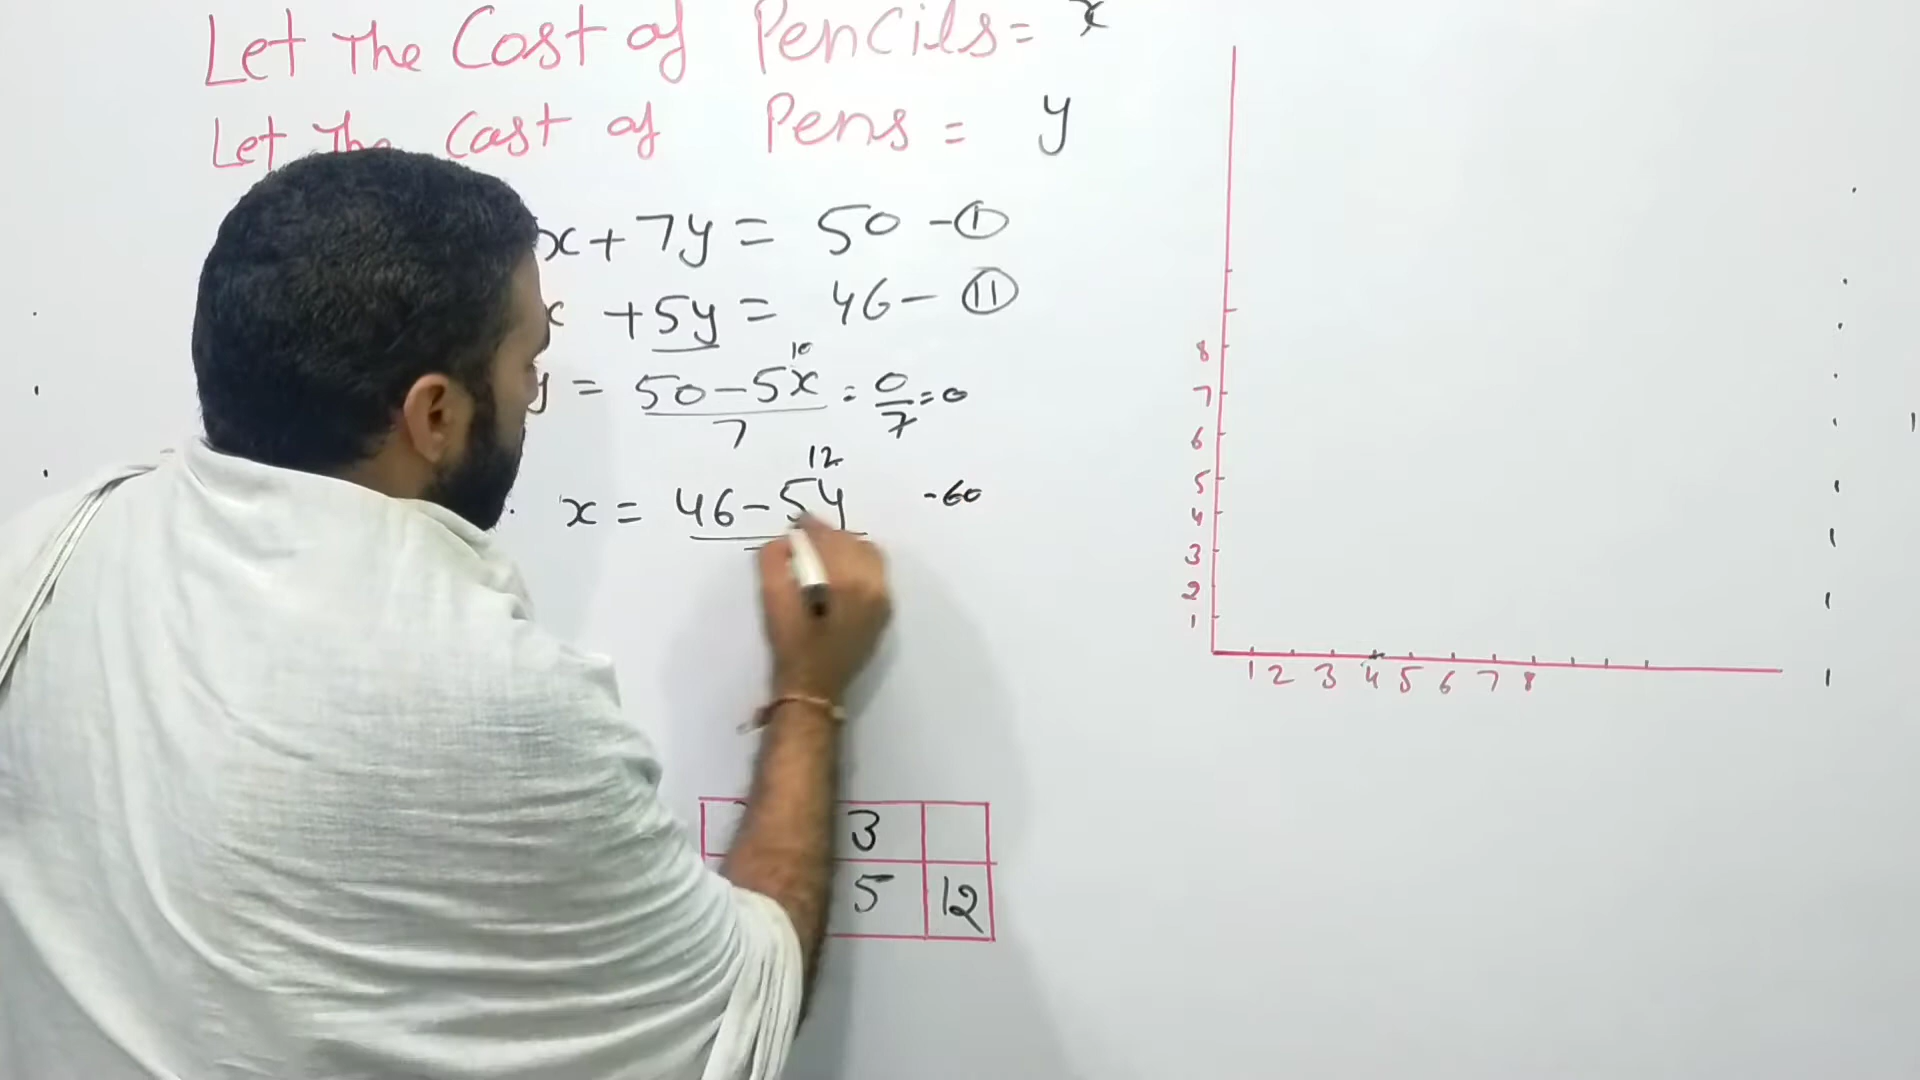 Let The Cost of Pencils = x
Let The Cost of Pens = y
x + 7y = 50 - ①
x + 5y = 46 - ⑪
10
y = 50 - 5x / 7 = 0/7 = 0
12
x = 46 - 5y
-60
3
5 12
8
7
6
5
4
3
2
1
1 2 3 4 5 6 7 8